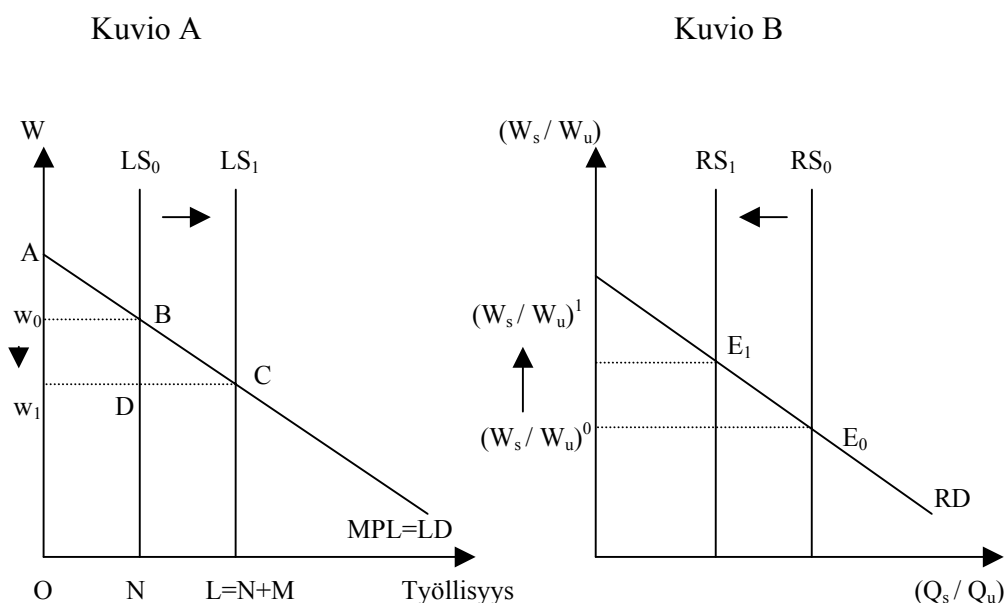 Kuvio A
Kuvio B
W
LS₀
LS₁
A
w₀
B
C
w₁
D
MPL=LD
O
N
L=N+M
Työllisyys
(Wₛ / Wᵤ)
RS₁
RS₀
(Wₛ / Wᵤ)¹
E₁
(Wₛ / Wᵤ)⁰
E₀
RD
(Qₛ / Qᵤ)